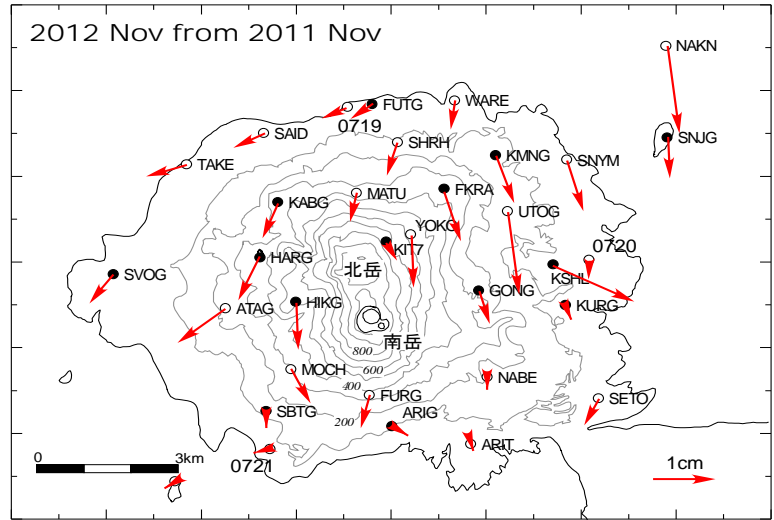 2012 Nov from 2011 Nov
NAKN
FUTG
WARE
0719
SAID
SHRH
SNJG
KMNG
SNYM
TAKE
MATU
FKRA
KABG
UTOG
YOKG
KIT7
0720
HARG
北岳
SVOG
KSHL
HIKG
GONG
KURG
ATAG
南岳
800
MOCH
600
NABE
400
FURG
SETO
SBTG
200
ARIG
ARIT
0721
0
3km
1cm